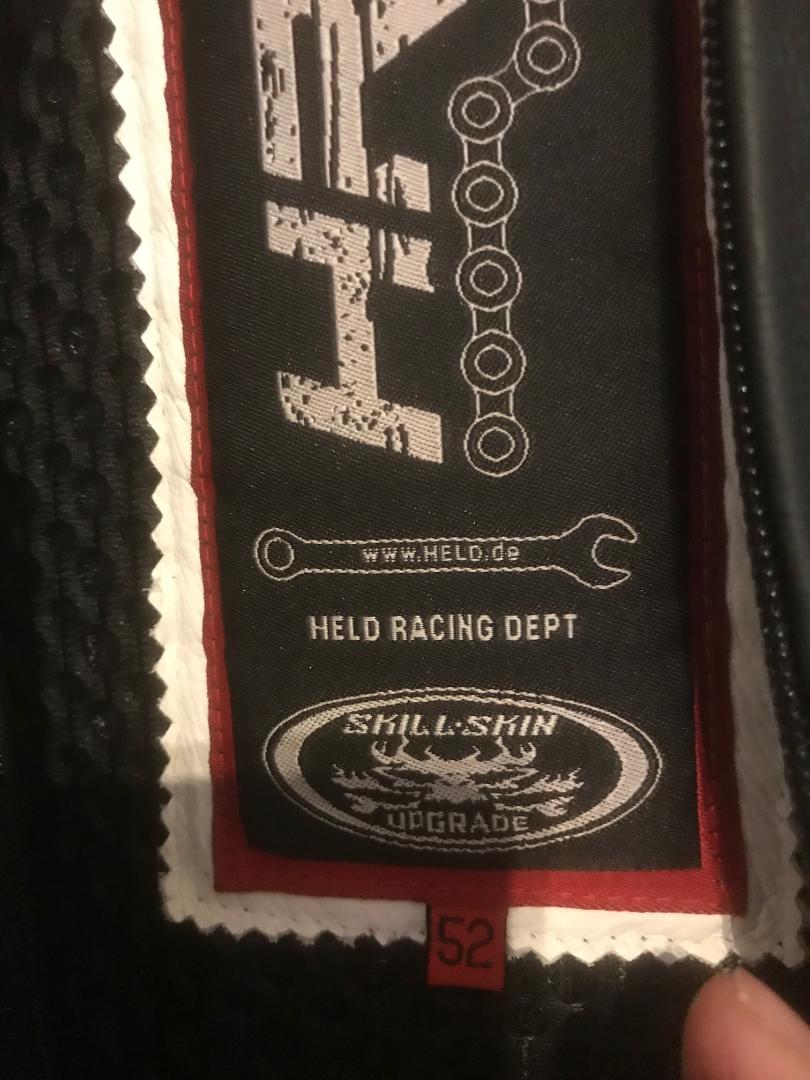 www.HELD.de
HELD RACING DEPT
SKILL·SKIN
UPGRADE
52